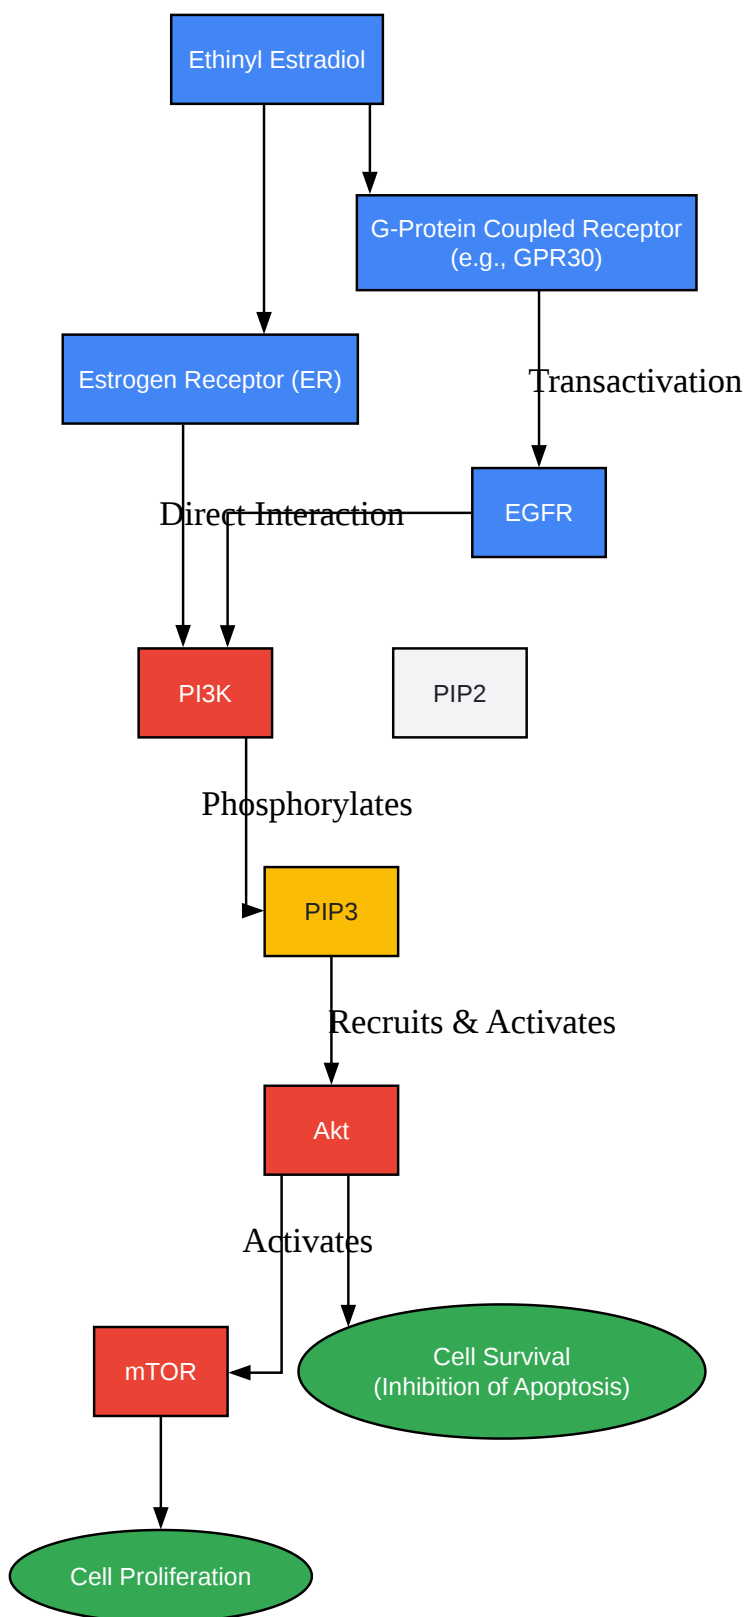 Ethinyl Estradiol
G-Protein Coupled Receptor
(e.g., GPR30)
Estrogen Receptor (ER)
Transactivation
Direct Interaction
EGFR
PI3K
PIP2
Phosphorylates
PIP3
Recruits & Activates
Akt
Activates
Cell Survival
(Inhibition of Apoptosis)
mTOR
Cell Proliferation